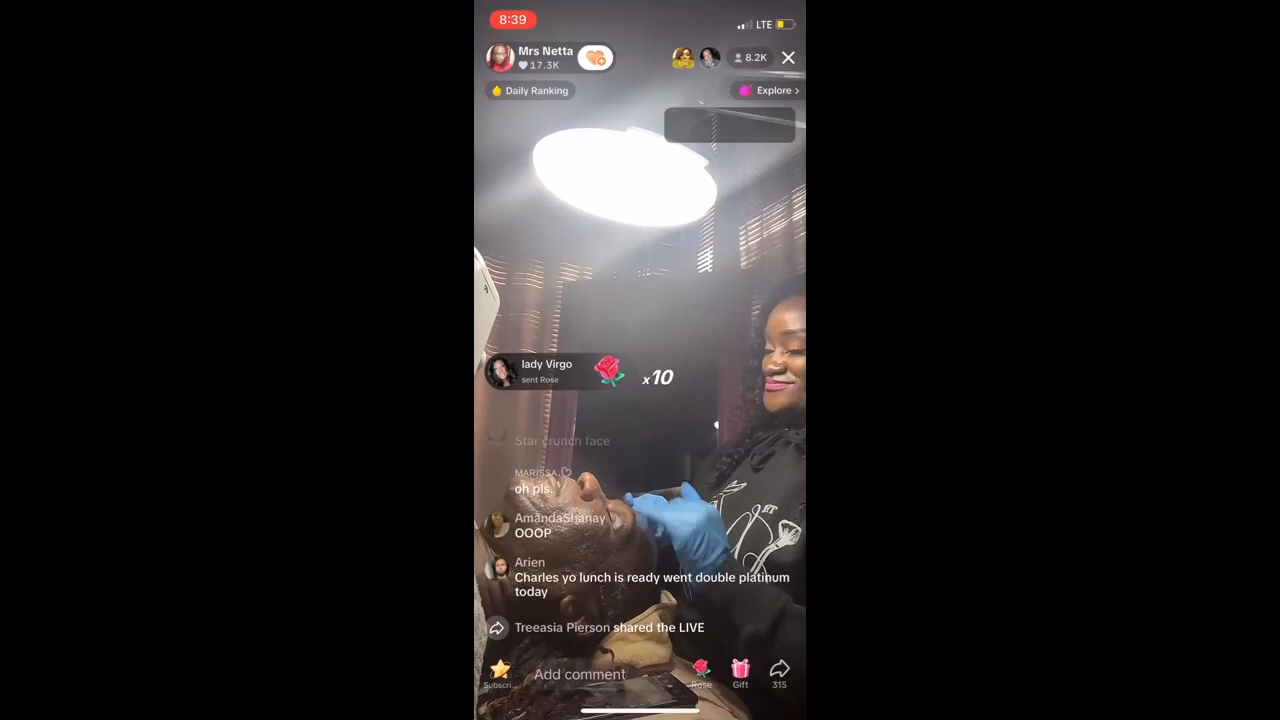 8:39
LTE
Mrs Netta
17.3K
8.2K
Daily Ranking
Explore >
lady Virgo
sent Rose
x10
Star crunch face
MARISSA.
oh pls.
AmandaShanay
OOOP
Arien
Charles yo lunch is ready went double platinum
today
Treeasia Pierson shared the LIVE
Subscri...
Add comment
Rose
Gift
315